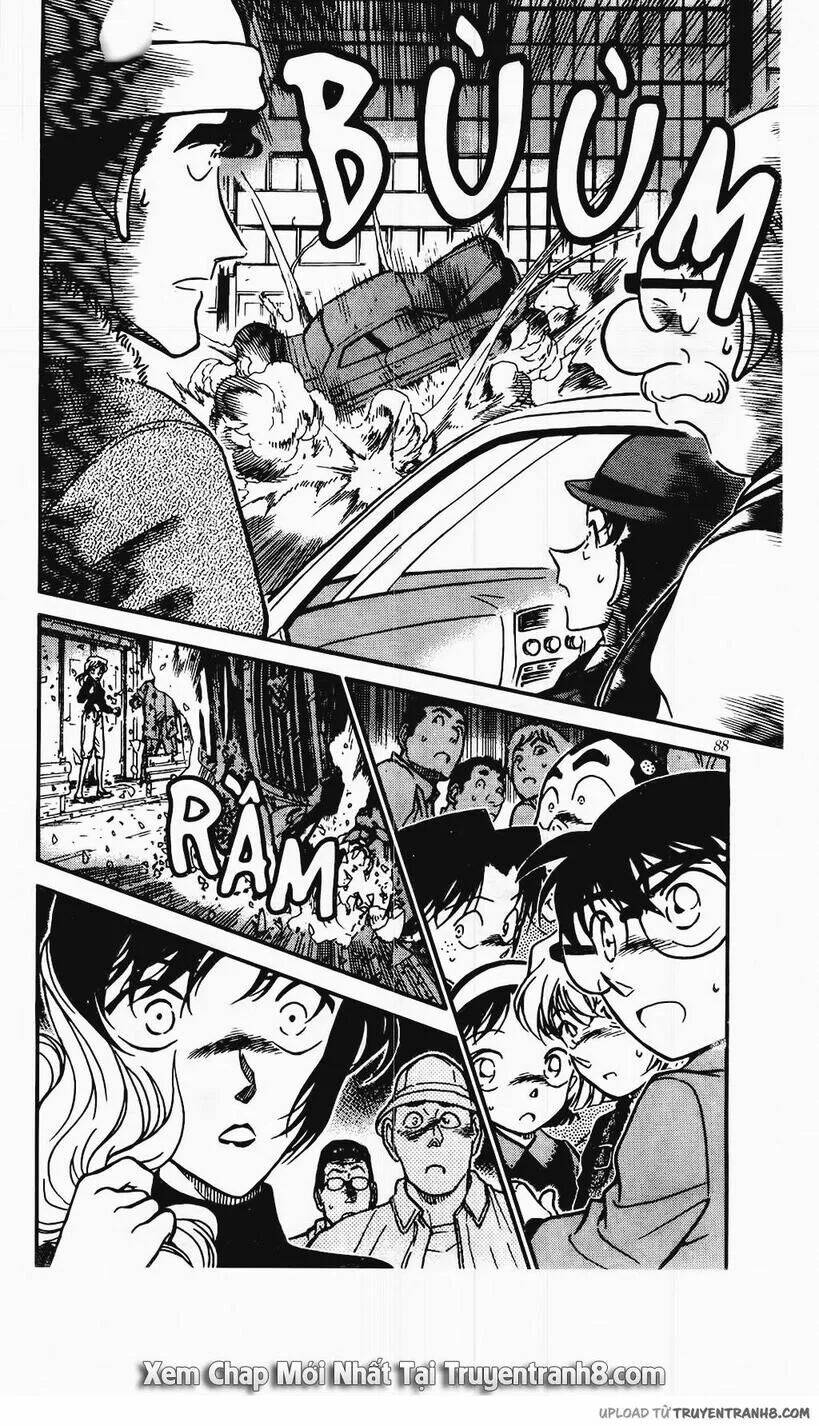 BÙÙM
88
RẦM
Xem Chap Mới Nhất Tại Truyentranh8.com
UPLOAD TỪ TRUYENTRANH8.COM